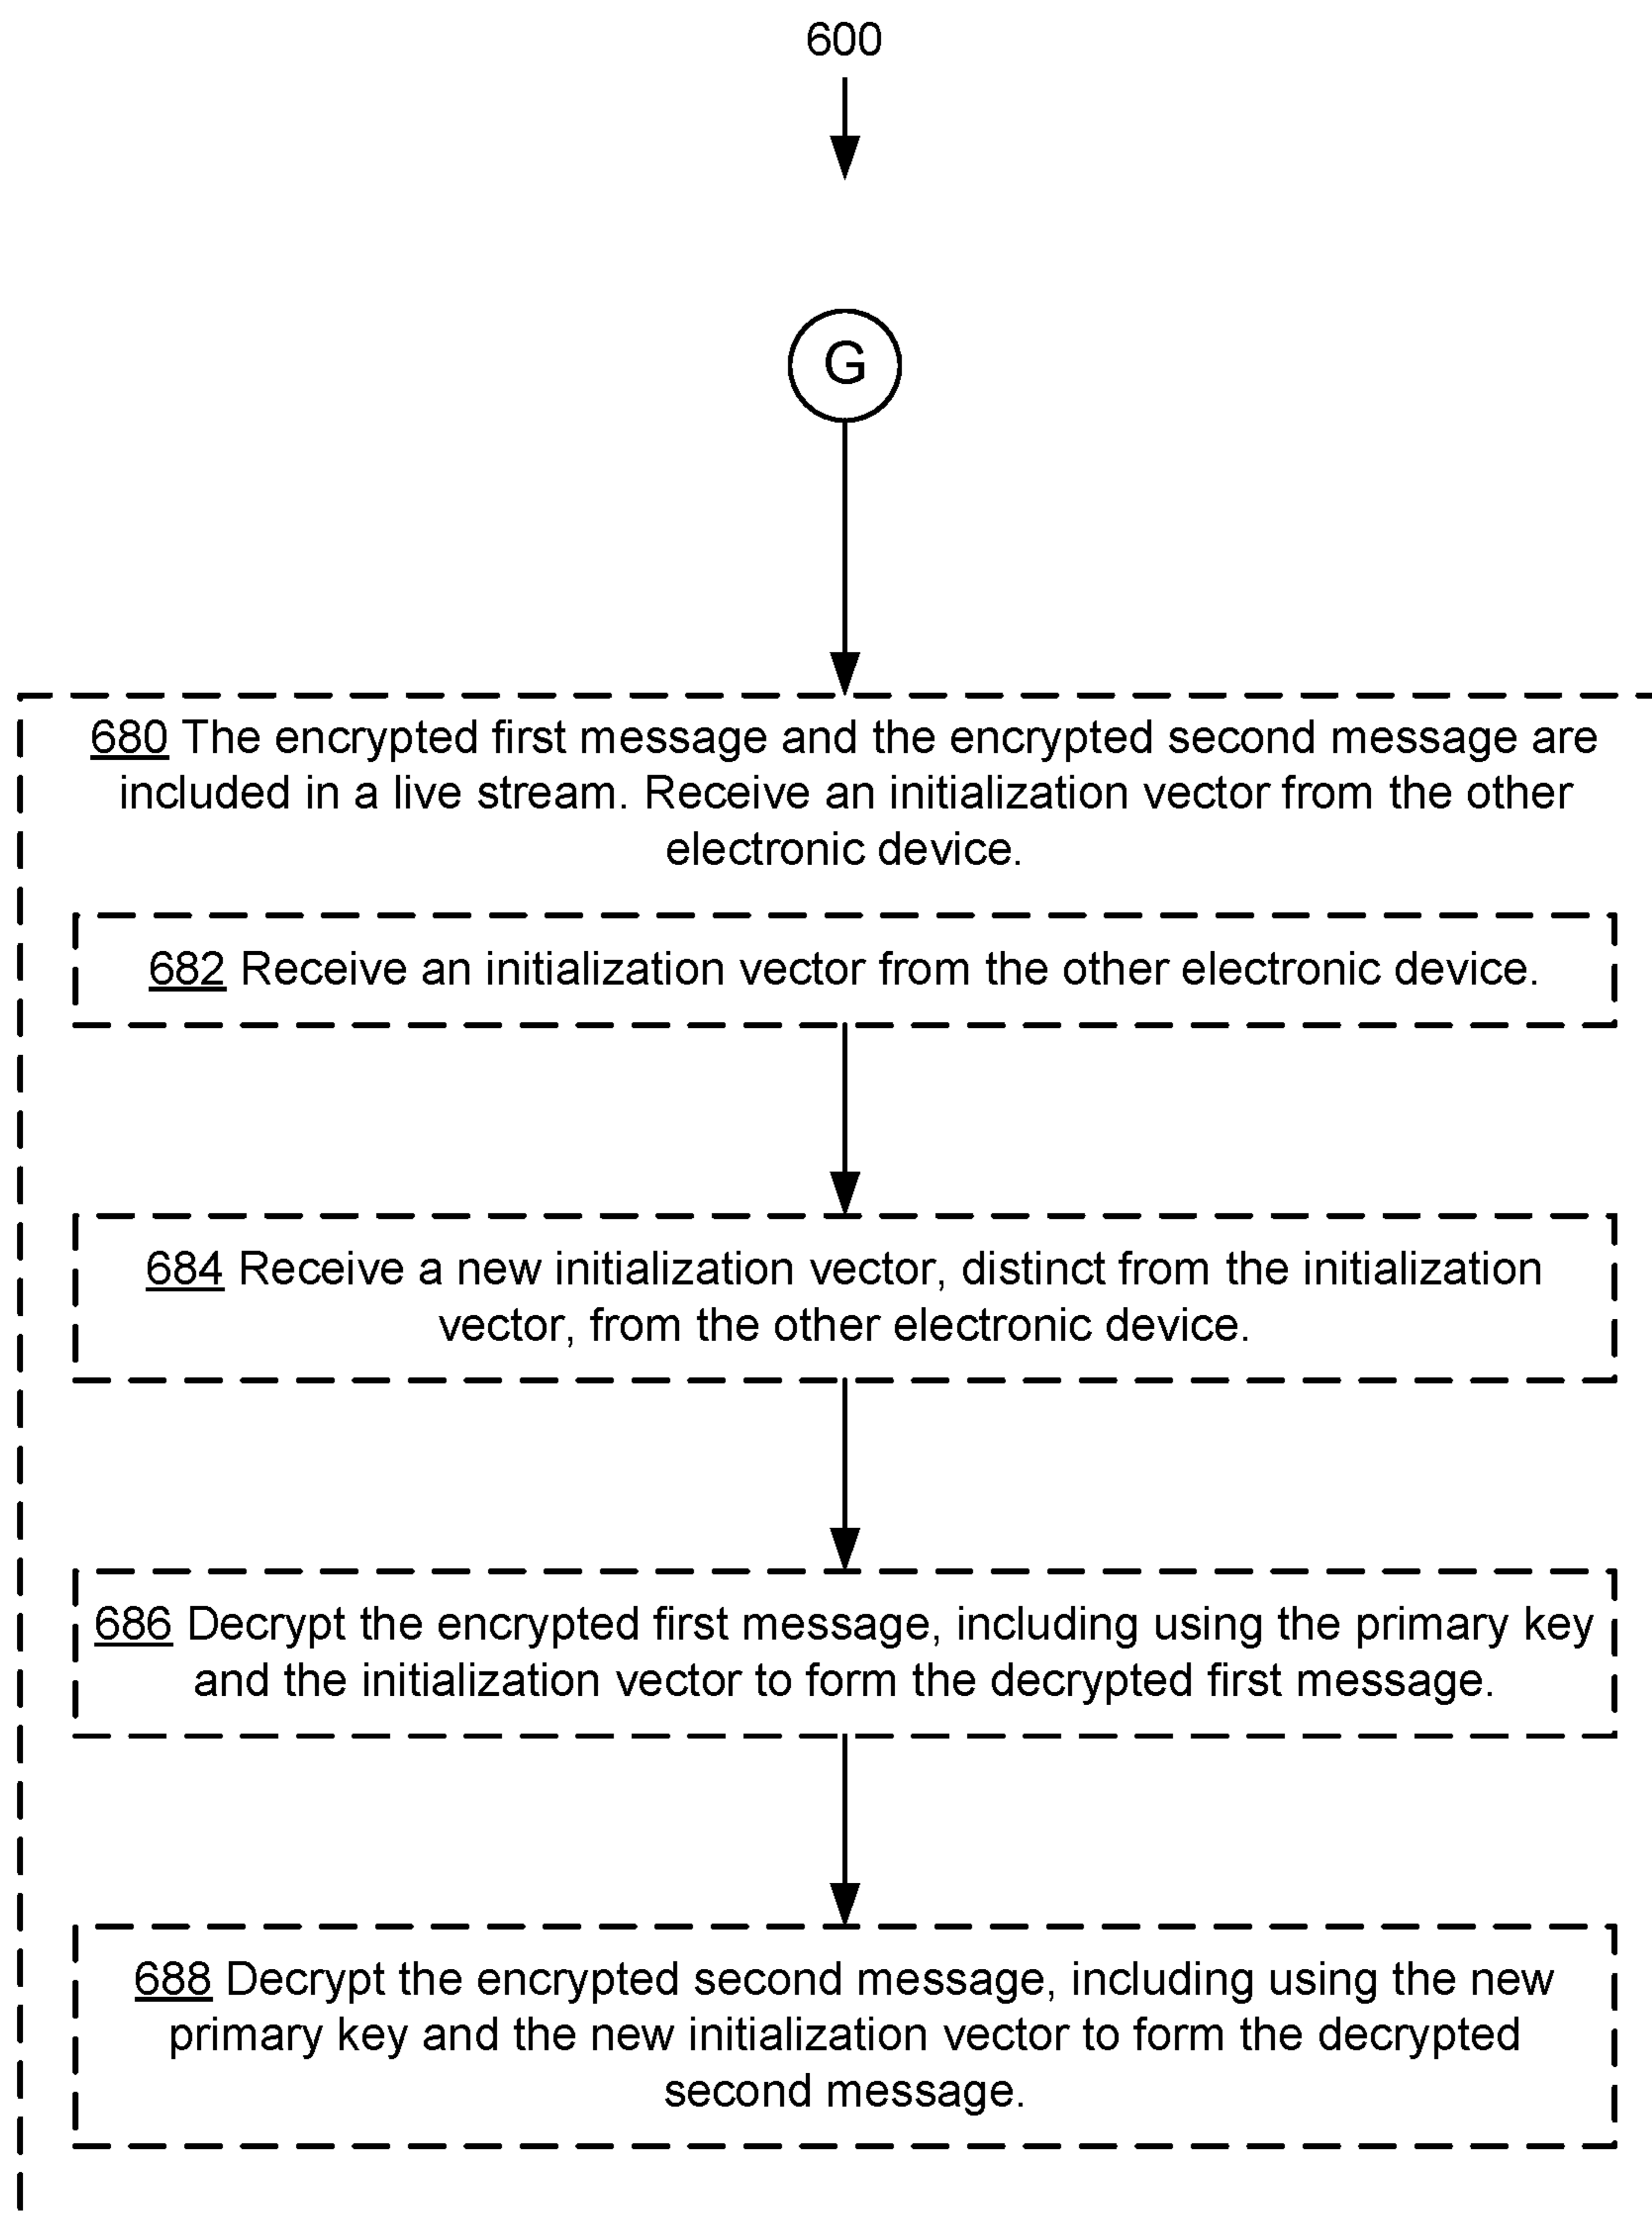 600
G
680 The encrypted first message and the encrypted second message are
included in a live stream. Receive an initialization vector from the other
electronic device.
682 Receive an initialization vector from the other electronic device.
684 Receive a new initialization vector, distinct from the initialization
vector, from the other electronic device.
686 Decrypt the encrypted first message, including using the primary key
and the initialization vector to form the decrypted first message.
688 Decrypt the encrypted second message, including using the new
primary key and the new initialization vector to form the decrypted
second message.